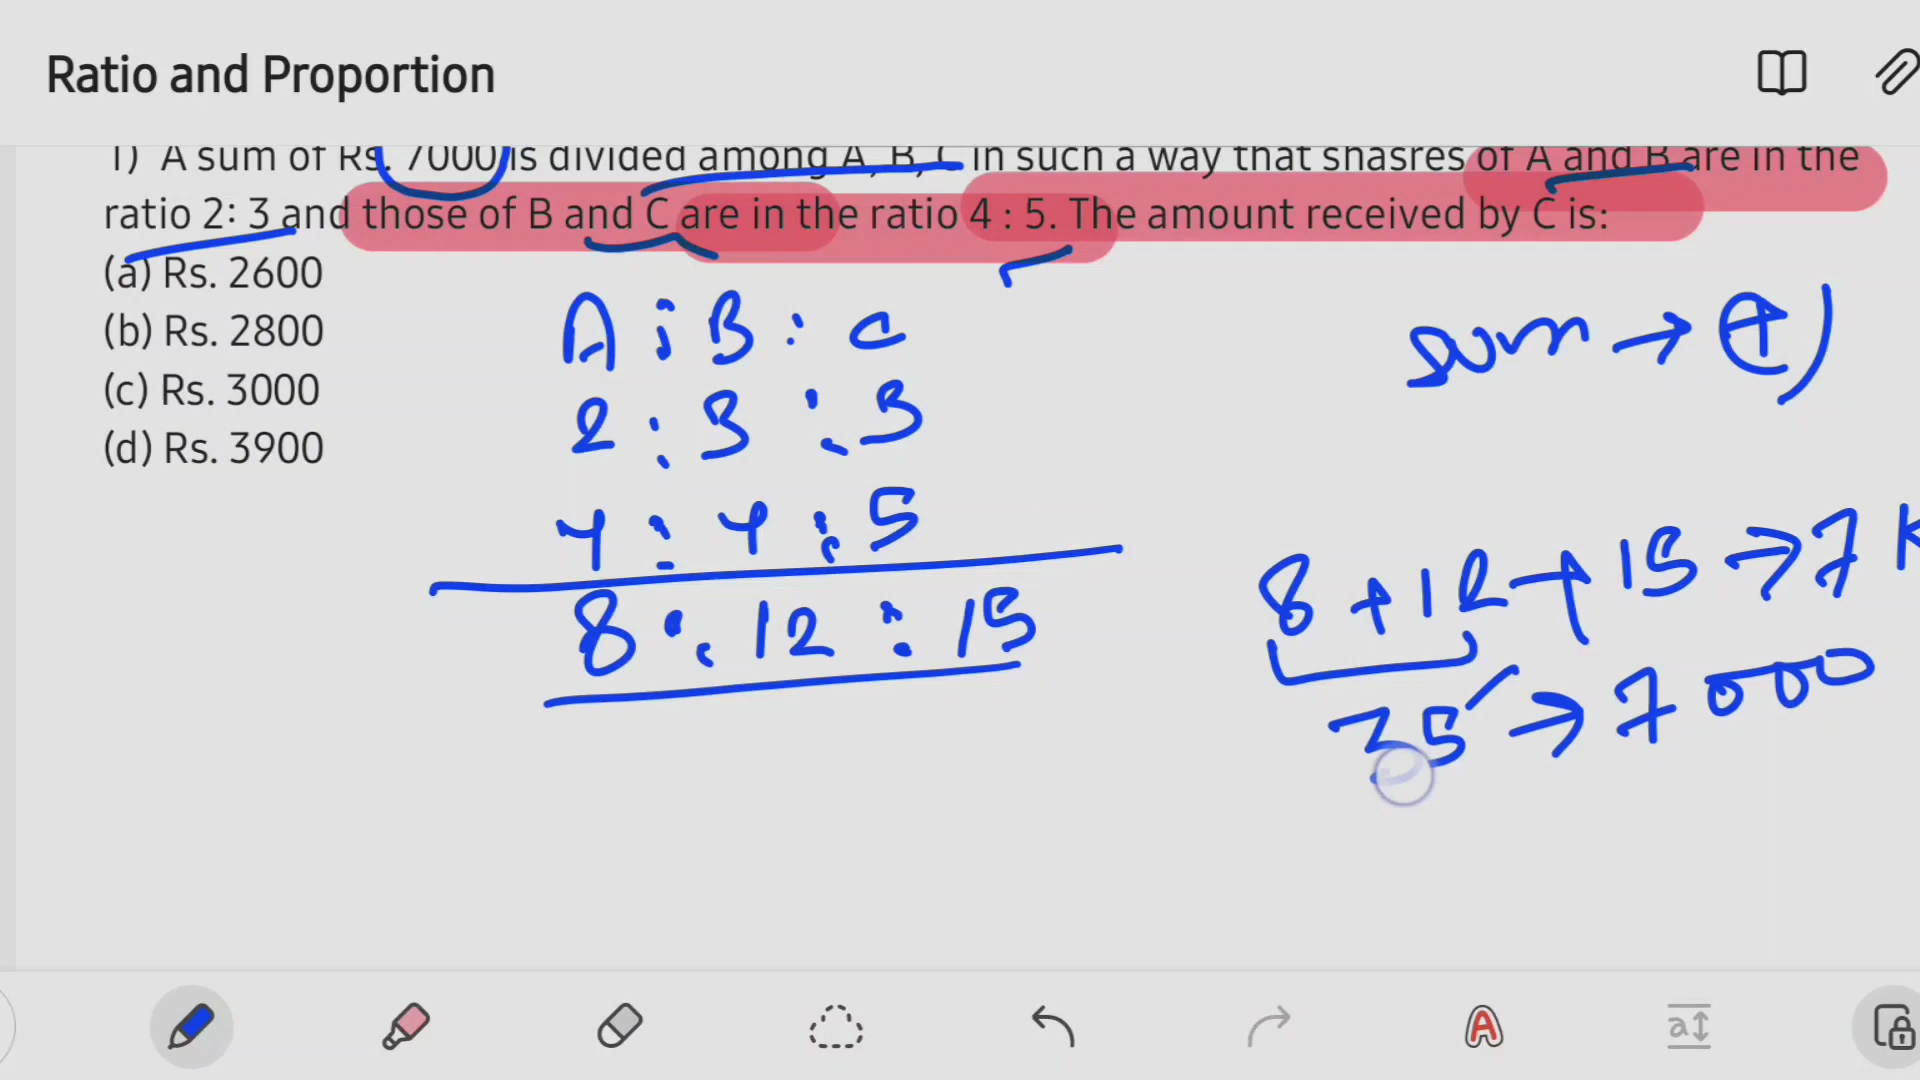 Ratio and Proportion
1) A sum of Rs. 7000 is divided among A, B, C in such a way that shasres of A and B are in the
ratio 2: 3 and those of B and C are in the ratio 4 : 5. The amount received by C is:
(a) Rs. 2600
(b) Rs. 2800
(c) Rs. 3000
(d) Rs. 3900
A : B : C
2 : 3 : 3
4 : 4 : 5
8 : 12 : 15
sum → +)
8 + 12 + 15 → 7 K
35 → 7000
A
a